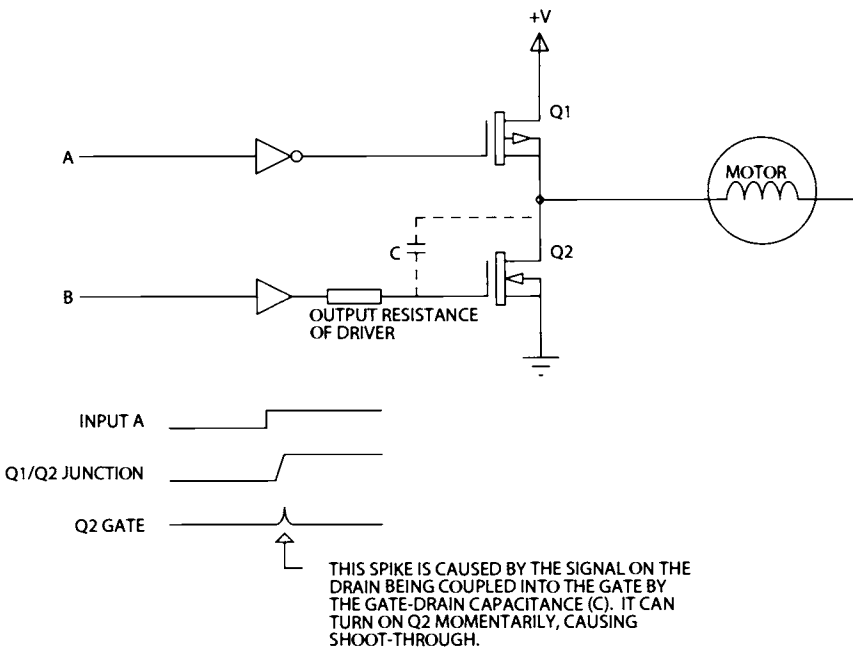 +V
Q1
A
MOTOR
C
Q2
B
OUTPUT RESISTANCE
OF DRIVER
INPUT A
Q1/Q2 JUNCTION
Q2 GATE
THIS SPIKE IS CAUSED BY THE SIGNAL ON THE
DRAIN BEING COUPLED INTO THE GATE BY
THE GATE-DRAIN CAPACITANCE (C). IT CAN
TURN ON Q2 MOMENTARILY, CAUSING
SHOOT-THROUGH.